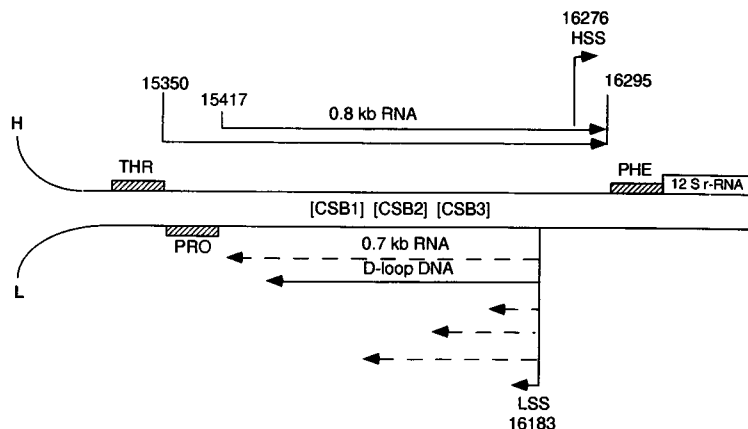 16276
HSS
15350
15417
0.8 kb RNA
16295
H
THR
PHE
12 S r-RNA
[CSB1] [CSB2] [CSB3]
PRO
0.7 kb RNA
D-loop DNA
L
LSS
16183